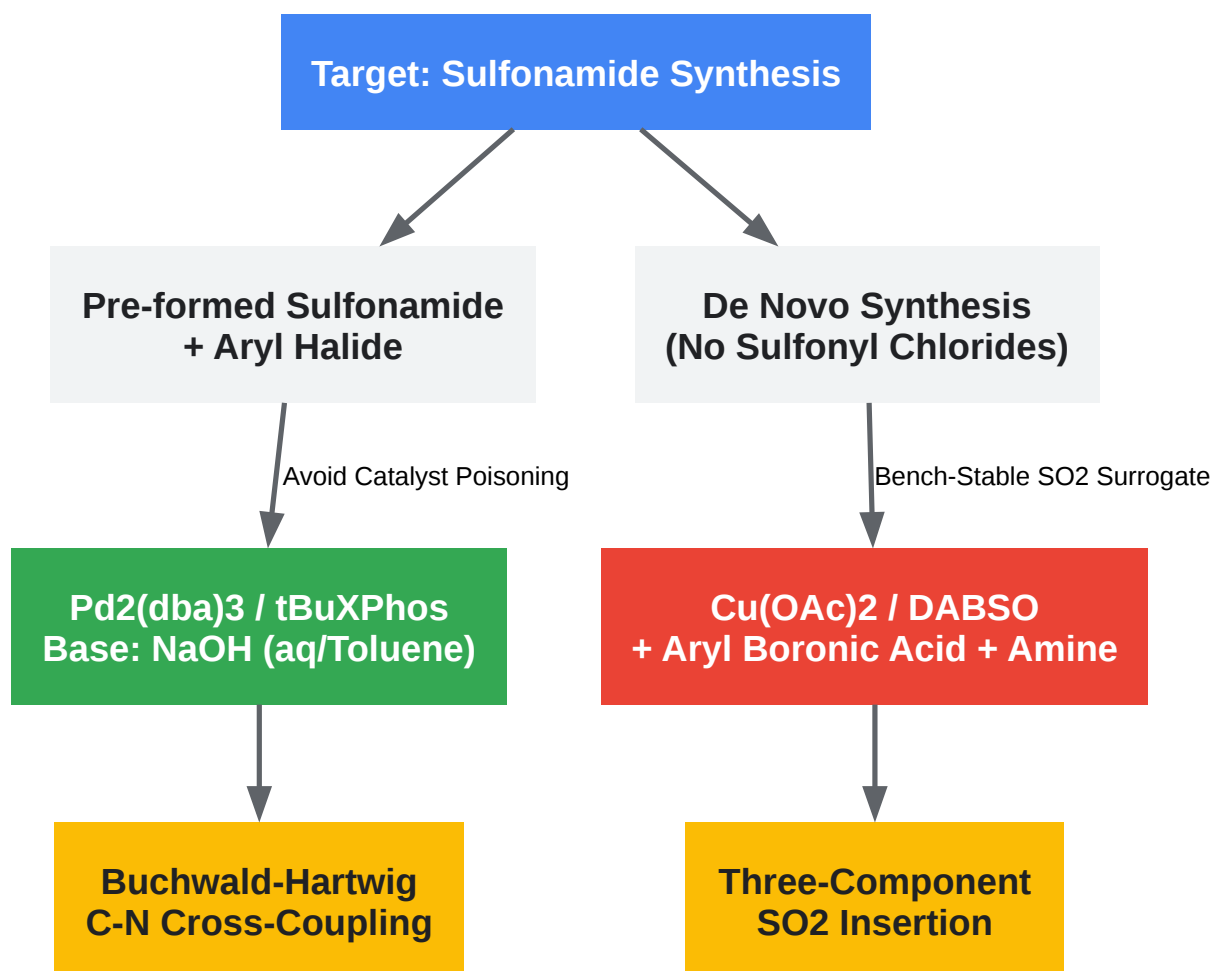 Target: Sulfonamide Synthesis
Pre-formed Sulfonamide
+ Aryl Halide
De Novo Synthesis
(No Sulfonyl Chlorides)
Avoid Catalyst Poisoning
Bench-Stable SO2 Surrogate
Pd2(dba)3 / tBuXPhos
Base: NaOH (aq/Toluene)
Cu(OAc)2 / DABSO
+ Aryl Boronic Acid + Amine
Buchwald-Hartwig
C-N Cross-Coupling
Three-Component
SO2 Insertion